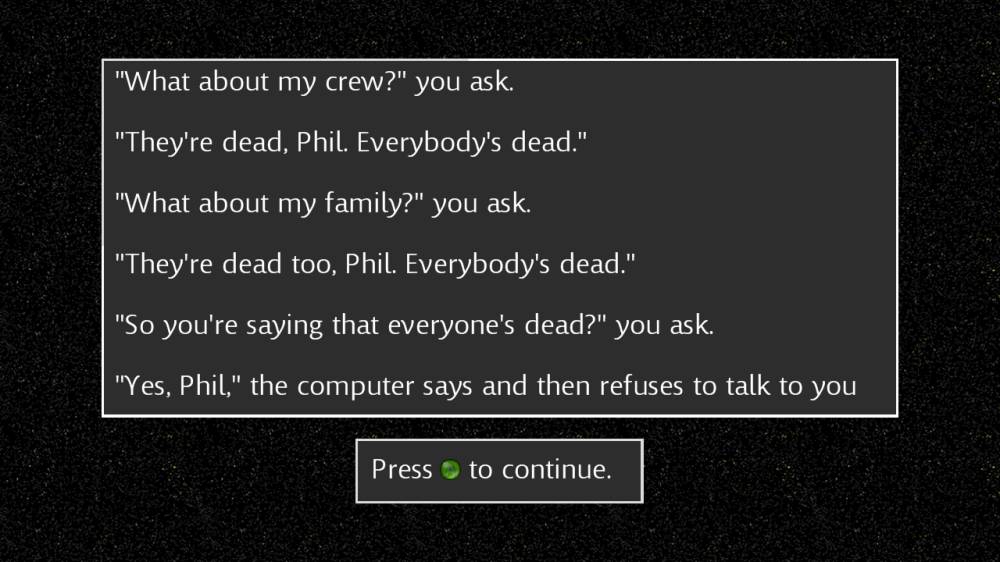 "What about my crew?" you ask.
"They're dead, Phil. Everybody's dead."
"What about my family?" you ask.
"They're dead too, Phil. Everybody's dead."
"So you're saying that everyone's dead?" you ask.
"Yes, Phil," the computer says and then refuses to talk to you
Press to continue.